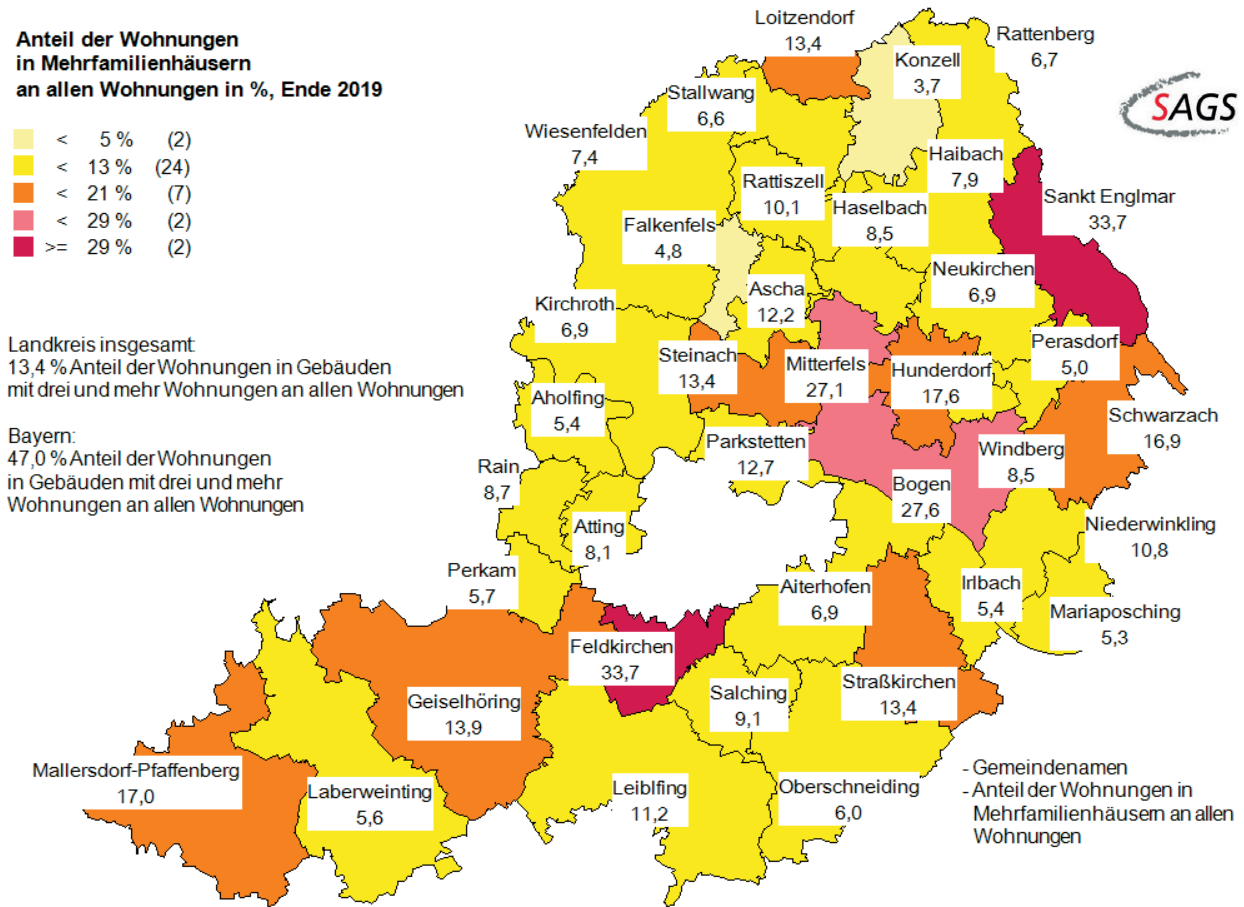 Anteil der Wohnungen
in Mehrfamilienhäusern
an allen Wohnungen in %, Ende 2019
< 5 % (2)
< 13 % (24)
< 21 % (7)
< 29 % (2)
>= 29 % (2)
Landkreis insgesamt:
13,4 % Anteil der Wohnungen in Gebäuden
mit drei und mehr Wohnungen an allen Wohnungen
Bayern:
47,0 % Anteil der Wohnungen
in Gebäuden mit drei und mehr
Wohnungen an allen Wohnungen
SAGS
Loitzendorf
13,4
Konzell
3,7
Rattenberg
6,7
Stallwang
6,6
Wiesenfelden
7,4
Haibach
7,9
Rattiszell
10,1
Haselbach
8,5
Sankt Englmar
33,7
Falkenfels
4,8
Neukirchen
6,9
Ascha
12,2
Kirchroth
6,9
Perasdorf
5,0
Steinach
13,4
Mitterfels
27,1
Hunderdorf
17,6
Aholfing
5,4
Schwarzach
16,9
Parkstetten
12,7
Windberg
8,5
Rain
8,7
Bogen
27,6
Atting
8,1
Niederwinkling
10,8
Perkam
5,7
Aiterhofen
6,9
Irlbach
5,4
Mariaposching
5,3
Feldkirchen
33,7
Geiselhöring
13,9
Salching
9,1
Straßkirchen
13,4
Mallersdorf-Pfaffenberg
17,0
Laberweinting
5,6
Leiblfing
11,2
Oberschneiding
6,0
- Gemeindenamen
- Anteil der Wohnungen in
Mehrfamilienhäusern an allen
Wohnungen